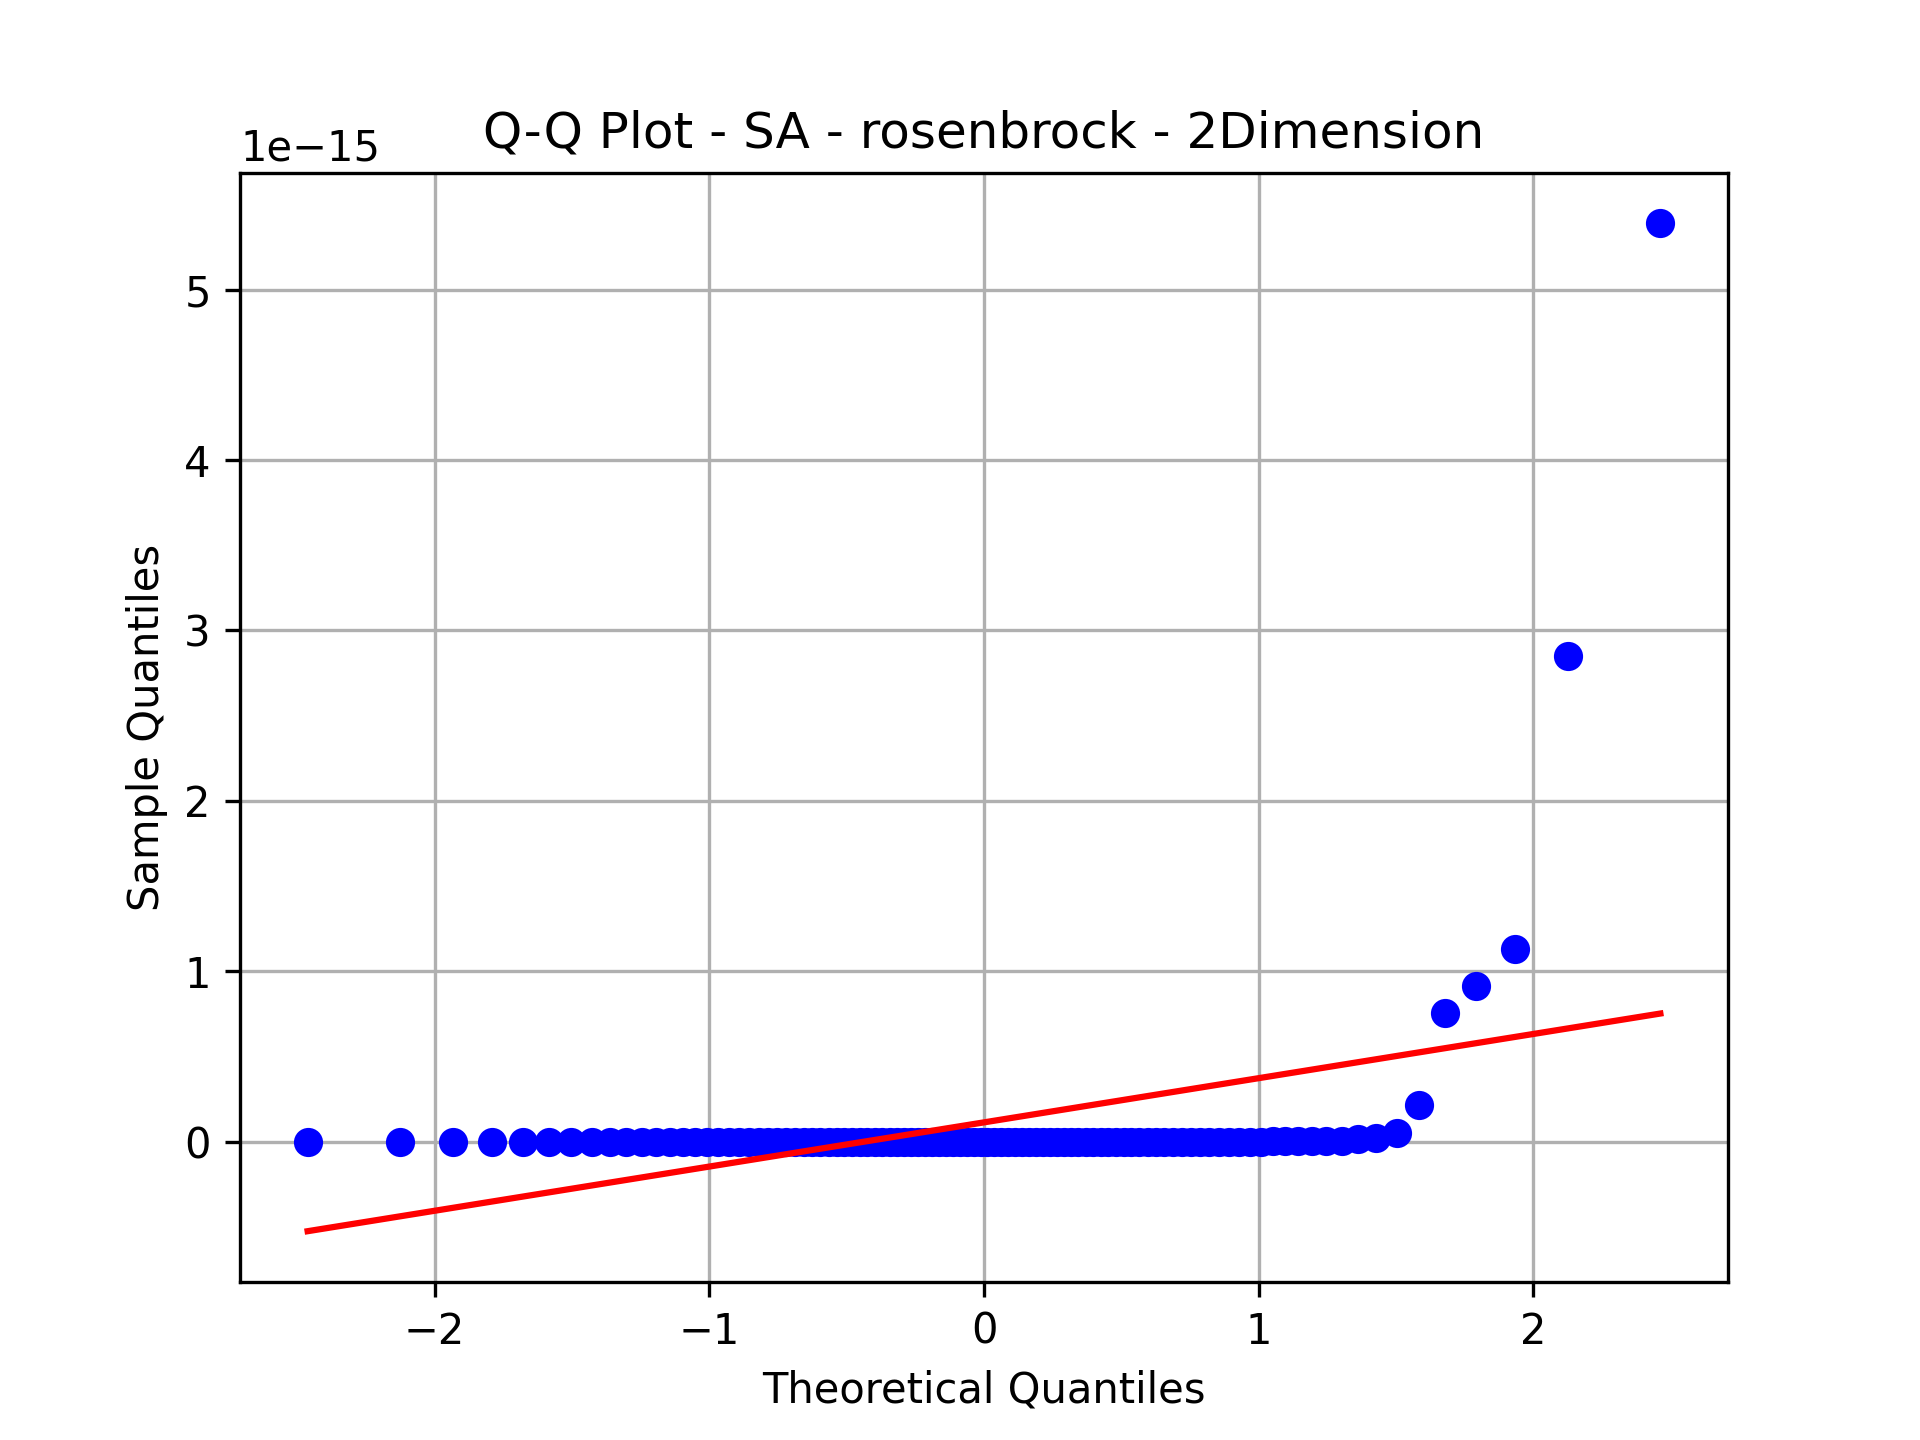 Q-Q Plot - SA - rosenbrock - 2Dimension
1e−15
5
4
3
2
1
0
Sample Quantiles
−2
−1
0
1
2
Theoretical Quantiles